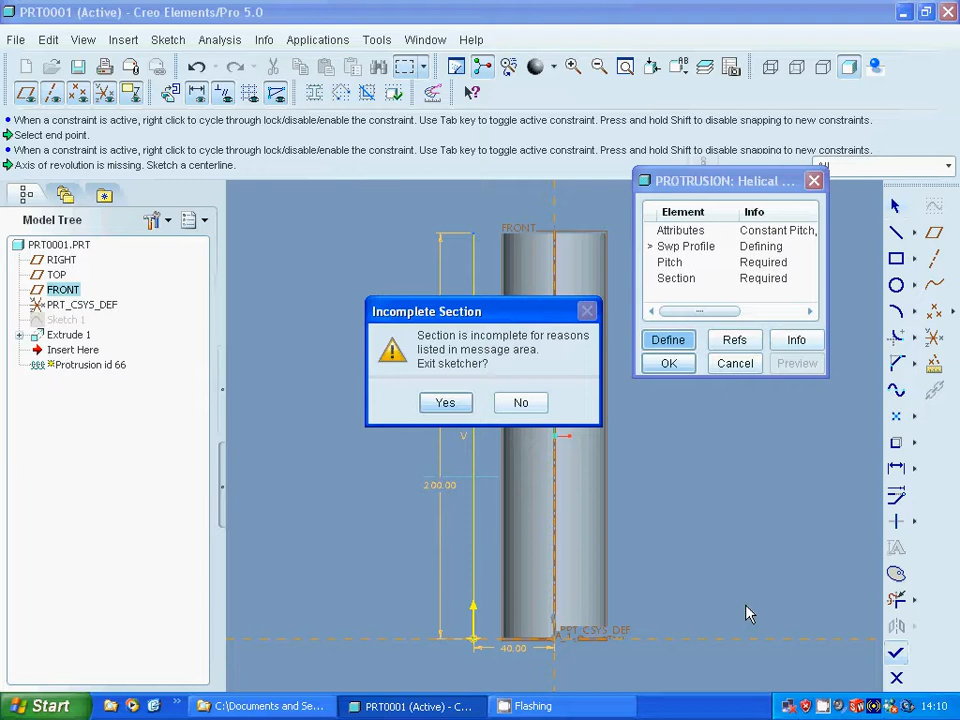 PRT0001 (Active) - Creo Elements/Pro 5.0
File Edit View Insert Sketch Analysis Info Applications Tools Window Help
When a constraint is active, right click to cycle through lock/disable/enable the constraint. Use Tab key to toggle active constraint. Press and hold Shift to disable snapping to new constraints.
Select end point.
When a constraint is active, right click to cycle through lock/disable/enable the constraint. Use Tab key to toggle active constraint. Press and hold Shift to disable snapping to new constraints.
Axis of revolution is missing. Sketch a centerline.
PROTRUSION: Helical ...
Element Info
Attributes Constant Pitch,
> Swp Profile Defining
Pitch Required
Section Required
Define Refs Info
OK Cancel Preview
Model Tree
PRT0001.PRT
RIGHT
TOP
FRONT
PRT_CSYS_DEF
Sketch 1
Extrude 1
Insert Here
Protrusion id 66
FRONT
Incomplete Section
Section is incomplete for reasons
listed in message area.
Exit sketcher?
Yes No
V
200.00
PRT_CSYS_DEF
40.00
Start C:\Documents and Se... PRT0001 (Active) - C... Flashing 14:10